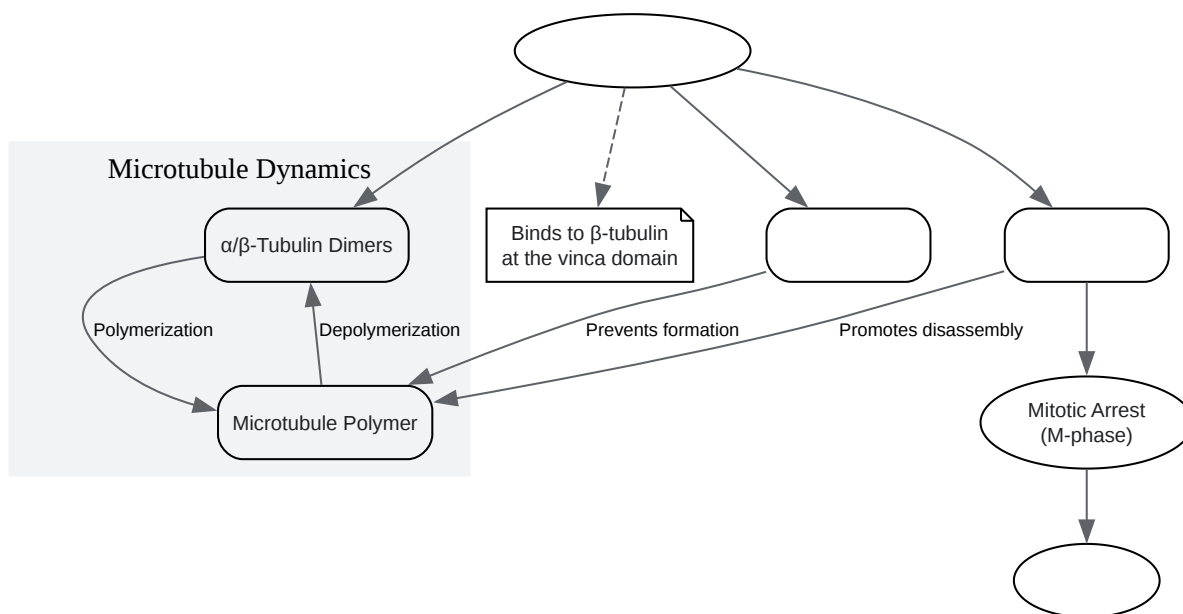 Microtubule Dynamics
α/β-Tubulin Dimers
Binds to β-tubulin
at the vinca domain
Polymerization
Depolymerization
Prevents formation
Promotes disassembly
Microtubule Polymer
Mitotic Arrest
(M-phase)